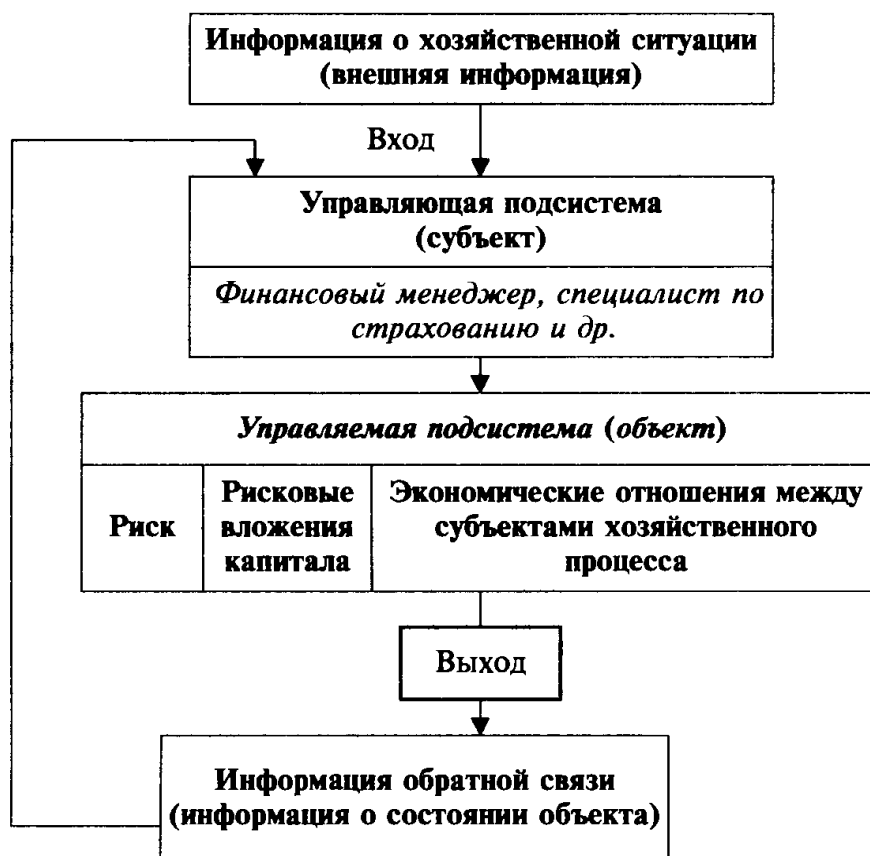 Информация о хозяйственной ситуации
(внешняя информация)
Вход
Управляющая подсистема
(субъект)
Финансовый менеджер, специалист по
страхованию и др.
Управляемая подсистема (объект)
Риск
Рисковые
вложения
капитала
Экономические отношения между
субъектами хозяйственного
процесса
Выход
Информация обратной связи
(информация о состоянии объекта)